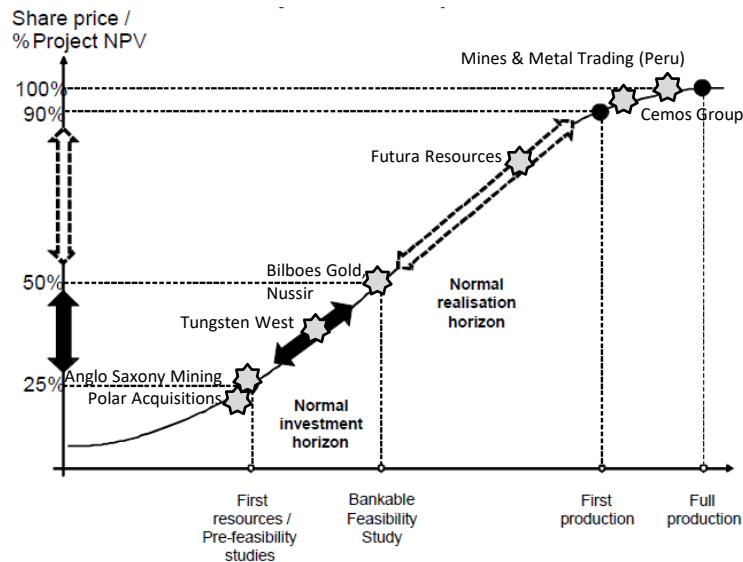 Share price /
% Project NPV
Mines & Metal Trading (Peru)
100%
90%
Cemos Group
Futura Resources
50%
Bilboes Gold,
Nussir
Normal
realisation
horizon
Tungsten West
25%
Anglo Saxony Mining
Polar Acquisitions
Normal
investment
horizon
First
resources /
Pre-feasibility
studies
Bankable
Feasibility
Study
First
production
Full
production